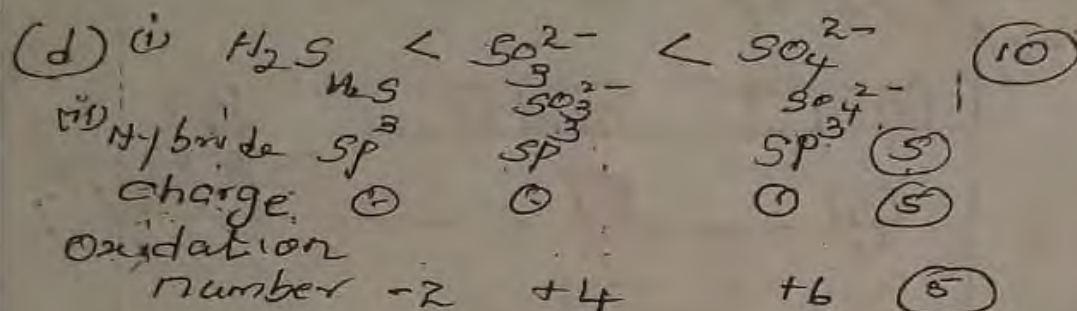 (d) (i) H₂S < SO₃²⁻ < SO₄²⁻ (10)
H₂S SO₃²⁻ SO₄²⁻
(ii) Hybride sp³ sp³ sp³ (5)
charge. (5)
oxidation
number -2 +4 +6 (5)